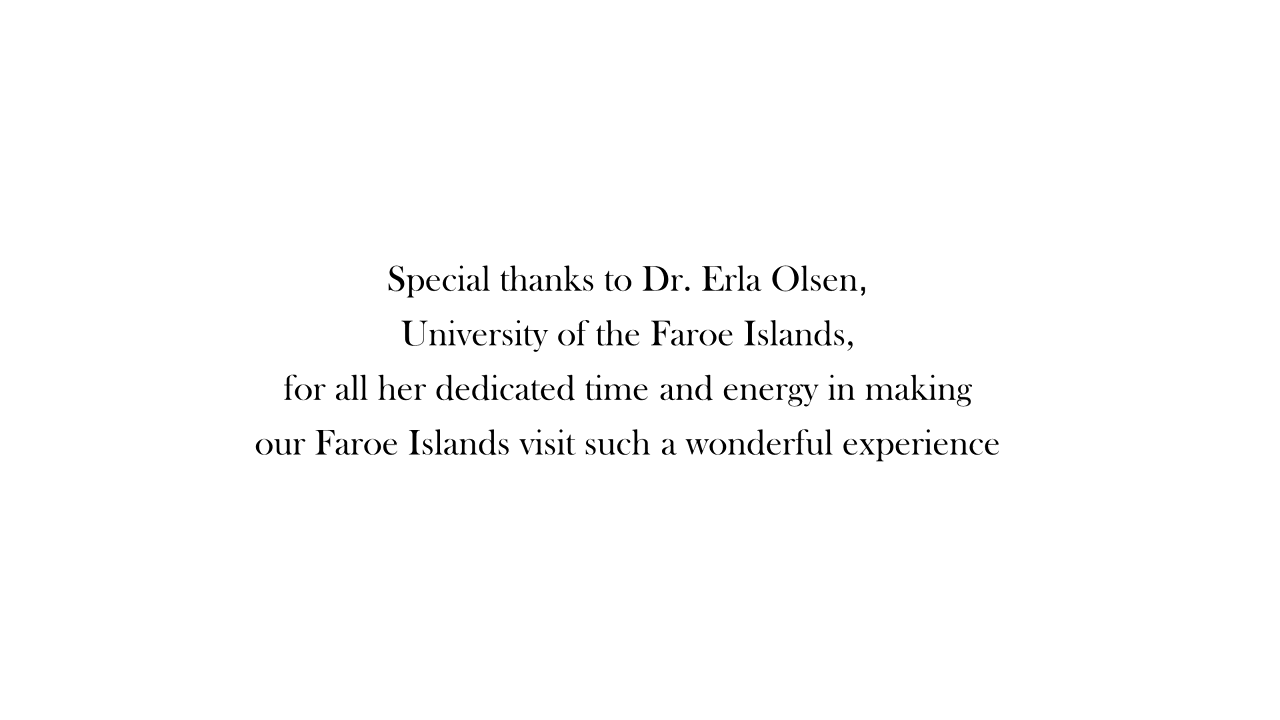 Special thanks to Dr. Erla Olsen,
University of the Faroe Islands,
for all her dedicated time and energy in making
our Faroe Islands visit such a wonderful experience